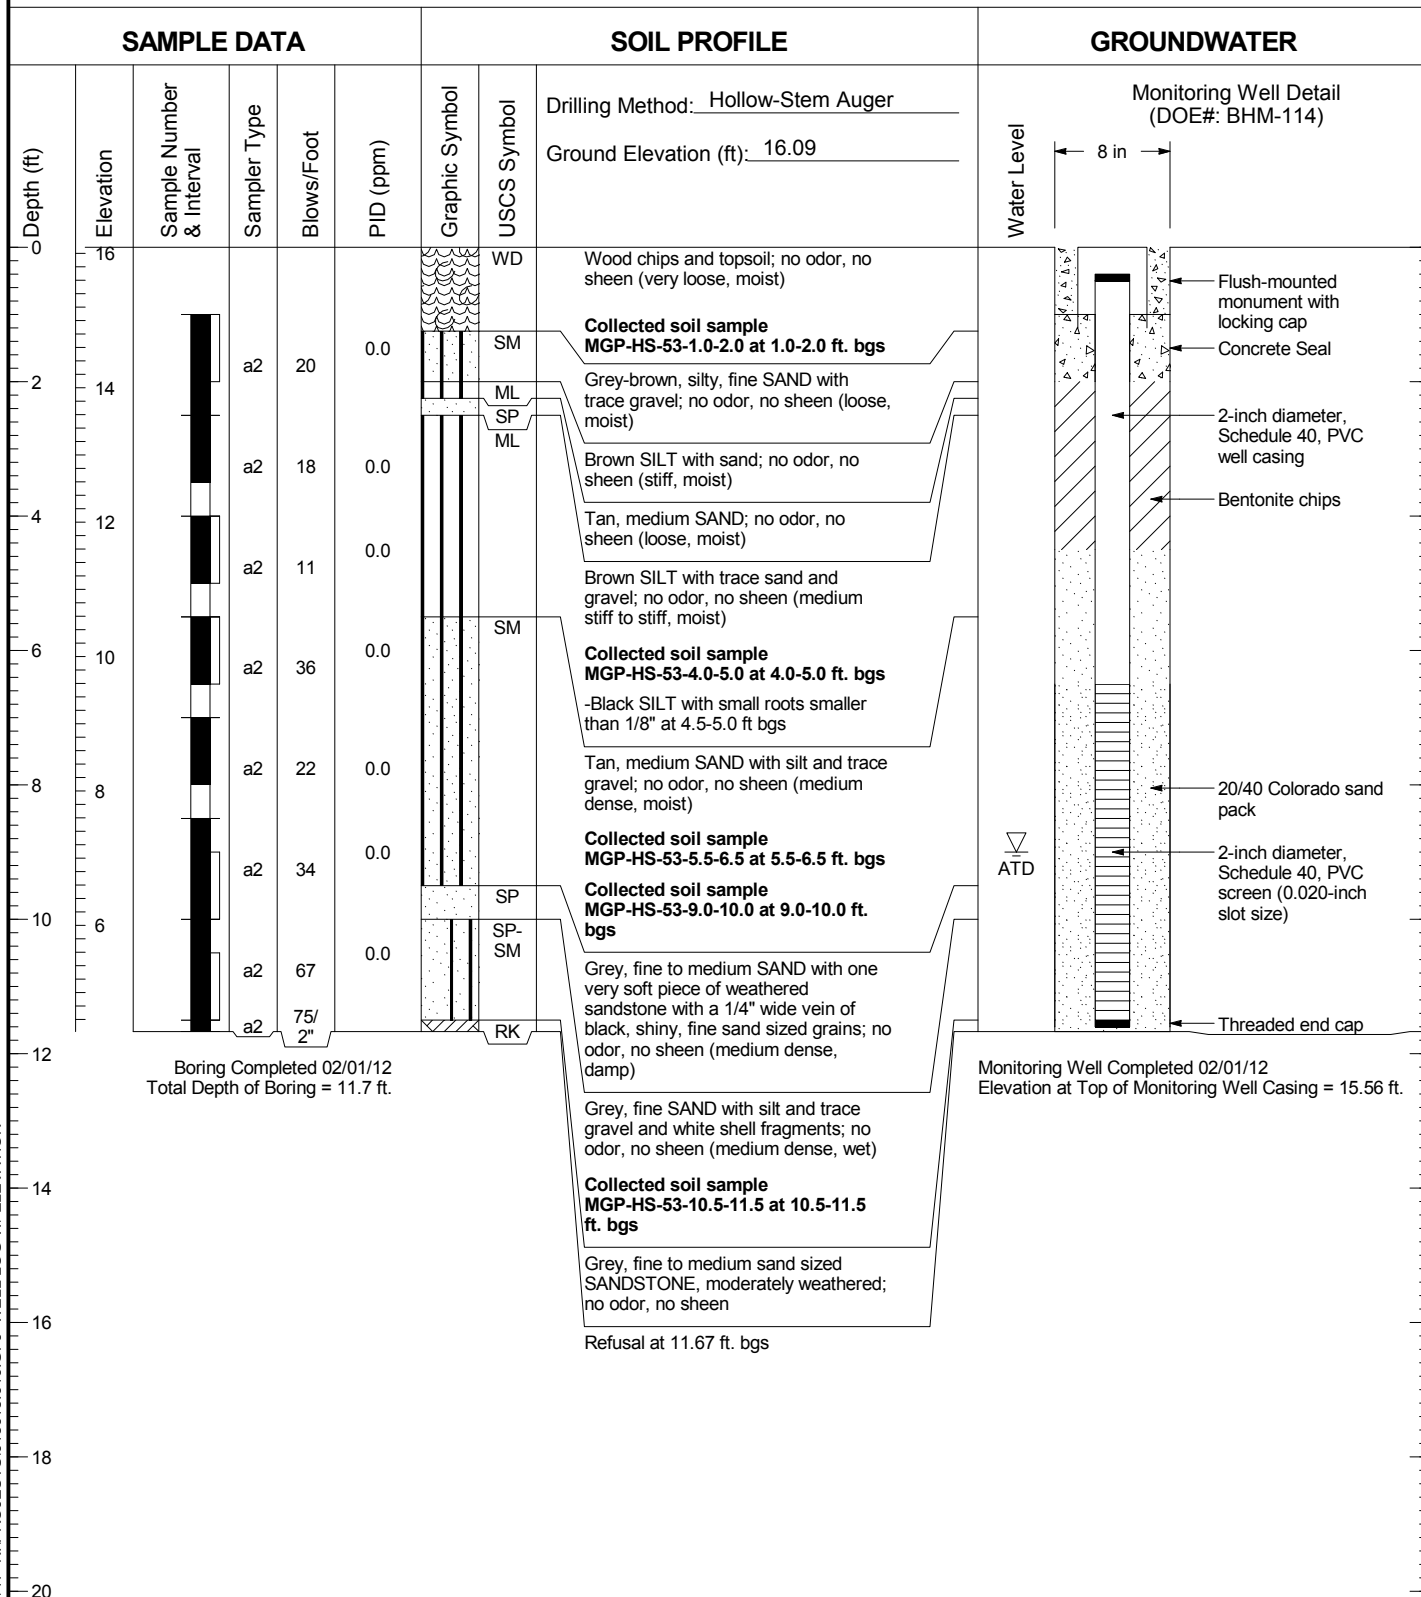 SAMPLE DATA
SOIL PROFILE
GROUNDWATER
Depth (ft)
Elevation
Sample Number
& Interval
Sampler Type
Blows/Foot
PID (ppm)
Graphic Symbol
USCS Symbol
Drilling Method: Hollow-Stem Auger
Ground Elevation (ft): 16.09
Water Level
Monitoring Well Detail
(DOE#: BHM-114)
8 in
0
2
4
6
8
10
12
14
16
18
20
16
14
12
10
8
6
a2 20 0.0
a2 18 0.0
a2 11 0.0
a2 36 0.0
a2 22 0.0
a2 34 0.0
a2 67 0.0
a2 75/
2"
WD
SM
ML
SP
ML
SM
SP
SP-
SM
RK
Wood chips and topsoil; no odor, no
sheen (very loose, moist)
Collected soil sample
MGP-HS-53-1.0-2.0 at 1.0-2.0 ft. bgs
Grey-brown, silty, fine SAND with
trace gravel; no odor, no sheen (loose,
moist)
Brown SILT with sand; no odor, no
sheen (stiff, moist)
Tan, medium SAND; no odor, no
sheen (loose, moist)
Brown SILT with trace sand and
gravel; no odor, no sheen (medium
stiff to stiff, moist)
Collected soil sample
MGP-HS-53-4.0-5.0 at 4.0-5.0 ft. bgs
-Black SILT with small roots smaller
than 1/8" at 4.5-5.0 ft bgs
Tan, medium SAND with silt and trace
gravel; no odor, no sheen (medium
dense, moist)
Collected soil sample
MGP-HS-53-5.5-6.5 at 5.5-6.5 ft. bgs
Collected soil sample
MGP-HS-53-9.0-10.0 at 9.0-10.0 ft.
bgs
Grey, fine to medium SAND with one
very soft piece of weathered
sandstone with a 1/4" wide vein of
black, shiny, fine sand sized grains; no
odor, no sheen (medium dense,
damp)
Grey, fine SAND with silt and trace
gravel and white shell fragments; no
odor, no sheen (medium dense, wet)
Collected soil sample
MGP-HS-53-10.5-11.5 at 10.5-11.5
ft. bgs
Grey, fine to medium sand sized
SANDSTONE, moderately weathered;
no odor, no sheen
Refusal at 11.67 ft. bgs
Boring Completed 02/01/12
Total Depth of Boring = 11.7 ft.
ATD
Flush-mounted
monument with
locking cap
Concrete Seal
2-inch diameter,
Schedule 40, PVC
well casing
Bentonite chips
20/40 Colorado sand
pack
2-inch diameter,
Schedule 40, PVC
screen (0.020-inch
slot size)
Threaded end cap
Monitoring Well Completed 02/01/12
Elevation at Top of Monitoring Well Casing = 15.56 ft.